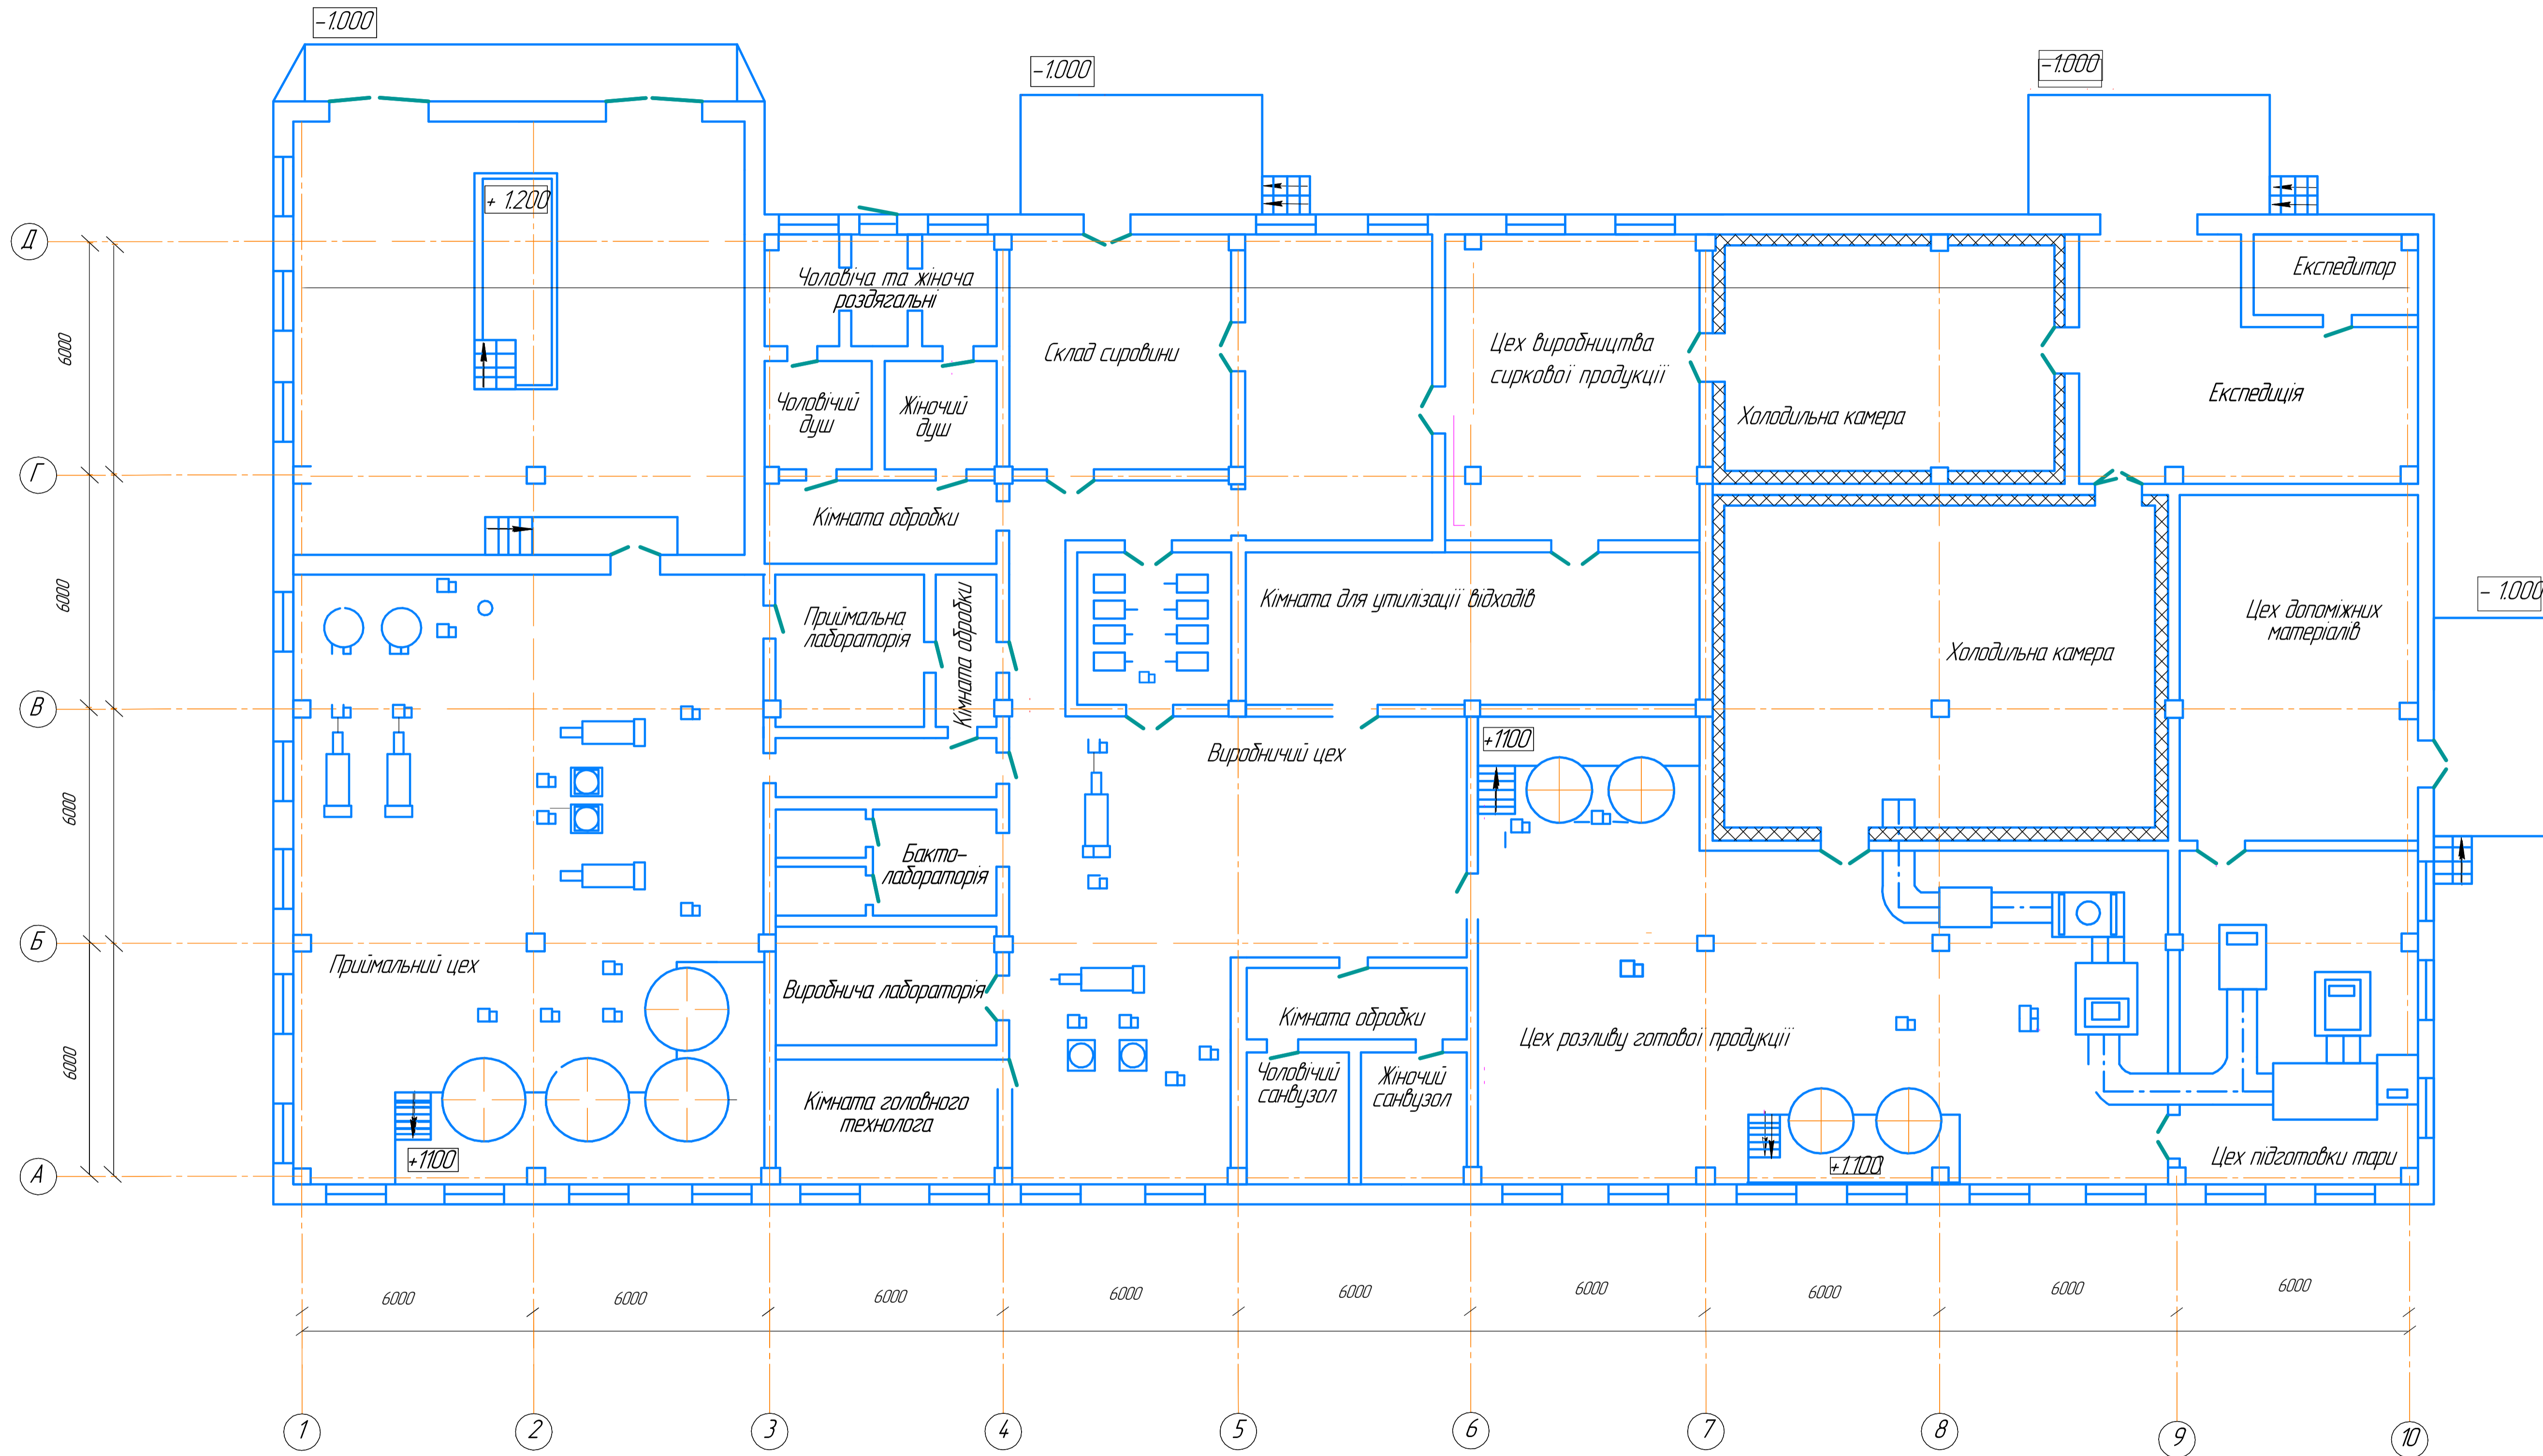 -1.000
-1.000
-1.000
+ 1.200
Д
Чоловіча та жіноча
роздягальні
Експедитор
6000
Склад сировини
Цех виробництва
сиркової продукції
Чоловічий
душ
Жіночий
душ
Холодильна камера
Експедиція
Г
Кімната обробки
6000
Приймальна
лабораторія
Кімната обробки
Кімната для утилізації відходів
Холодильна камера
Цех допоміжних
матеріалів
- 1.000
В
Виробничий цех
+1100
6000
Бакто-
лабораторія
Б
Приймальний цех
Виробнича лабораторія
Кімната обробки
Цех розливу готової продукції
6000
Кімната головного
технолога
Чоловічий
санвузол
Жіночий
санвузол
+1100
+1.100
Цех підготовки тари
А
6000
6000
6000
6000
6000
6000
6000
6000
6000
1
2
3
4
5
6
7
8
9
10